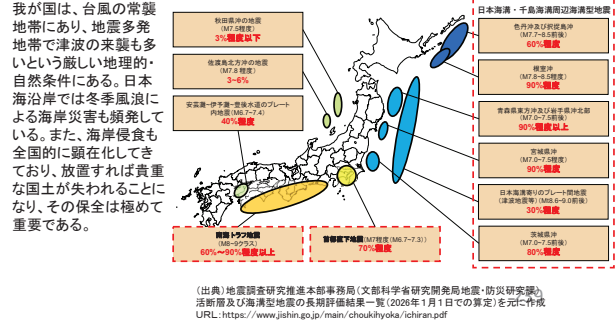 我が国は、台風の常襲
地帯にあり、地震多発
地帯で津波の来襲も多
いという厳しい地理的・
自然条件にある。日本
海沿岸では冬季風浪に
よる海岸災害も頻発して
いる。また、海岸侵食も
全国的に顕在化してき
ており、放置すれば貴重
な国土が失われることに
なり、その保全は極めて
重要である。
秋田県沖の地震
(M7.5程度)
3%程度以下
佐渡島北方沖の地震
(M7.8 程度)
3~6%
安芸灘~伊予灘~豊後水道のプレート
内地震(M6.7~7.4)
40%程度
南海トラフ地震
(M8~9クラス)
60%~90%程度以上
首都直下地震(M7程度(M6.7~7.3))
70%程度
日本海溝・千島海溝周辺海溝型地震
色丹沖及び択捉島沖
(M7.7~8.5前後)
60%程度
根室沖
(M7.8~8.5程度)
90%程度
青森県東方沖及び岩手県沖北部
(M7.0~7.5前後)
90%程度以上
宮城県沖
(M7.0~7.5程度)
90%程度
日本海溝寄りのプレート間地震
(津波地震等)(Mt8.6~9.0前後)
30%程度
茨城県沖
(M7.0~7.5前後)
80%程度
(出典)地震調査研究推進本部事務局(文部科学省研究開発局地震・防災研究課)
活断層及び海溝型地震の長期評価結果一覧(2026年1月1日での算定)を元に作成
URL:https://www.jishin.go.jp/main/choukihyoka/ichiran.pdf